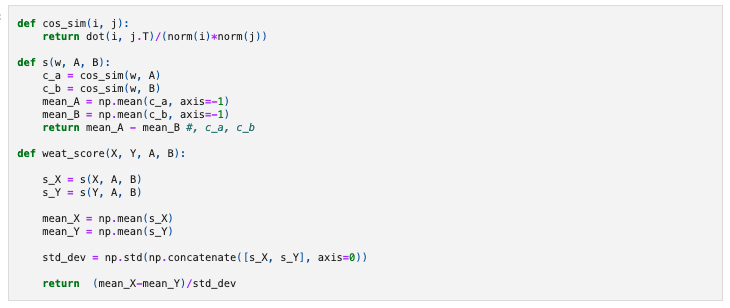 def cos_sim(i, j):
    return dot(i, j.T)/(norm(i)*norm(j))

def s(w, A, B):
    c_a = cos_sim(w, A)
    c_b = cos_sim(w, B)
    mean_A = np.mean(c_a, axis=-1)
    mean_B = np.mean(c_b, axis=-1)
    return mean_A - mean_B #, c_a, c_b

def weat_score(X, Y, A, B):

    s_X = s(X, A, B)
    s_Y = s(Y, A, B)

    mean_X = np.mean(s_X)
    mean_Y = np.mean(s_Y)

    std_dev = np.std(np.concatenate([s_X, s_Y], axis=0))

    return  (mean_X-mean_Y)/std_dev